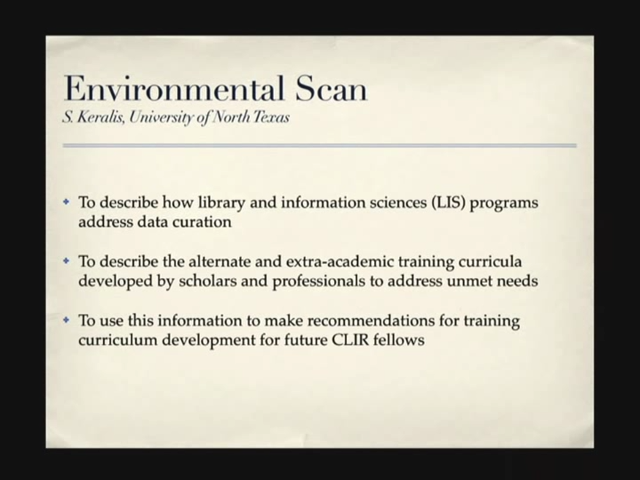 Environmental Scan
S. Keralis, University of North Texas
To describe how library and information sciences (LIS) programs
address data curation
To describe the alternate and extra-academic training curricula
developed by scholars and professionals to address unmet needs
To use this information to make recommendations for training
curriculum development for future CLIR fellows